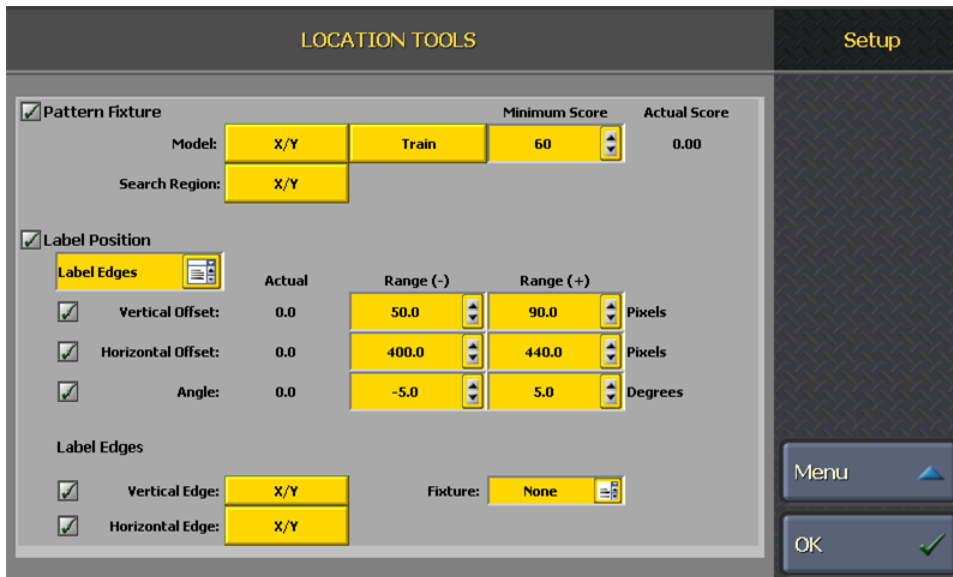 LOCATION TOOLS
Setup
Pattern Fixture
Minimum Score
Actual Score
Model:
X/Y
Train
60
0.00
Search Region:
X/Y
Label Position
Label Edges
Actual
Range (-)
Range (+)
Vertical Offset:
0.0
50.0
90.0
Pixels
Horizontal Offset:
0.0
400.0
440.0
Pixels
Angle:
0.0
-5.0
5.0
Degrees
Label Edges
Vertical Edge:
X/Y
Fixture:
None
Horizontal Edge:
X/Y
Menu
OK